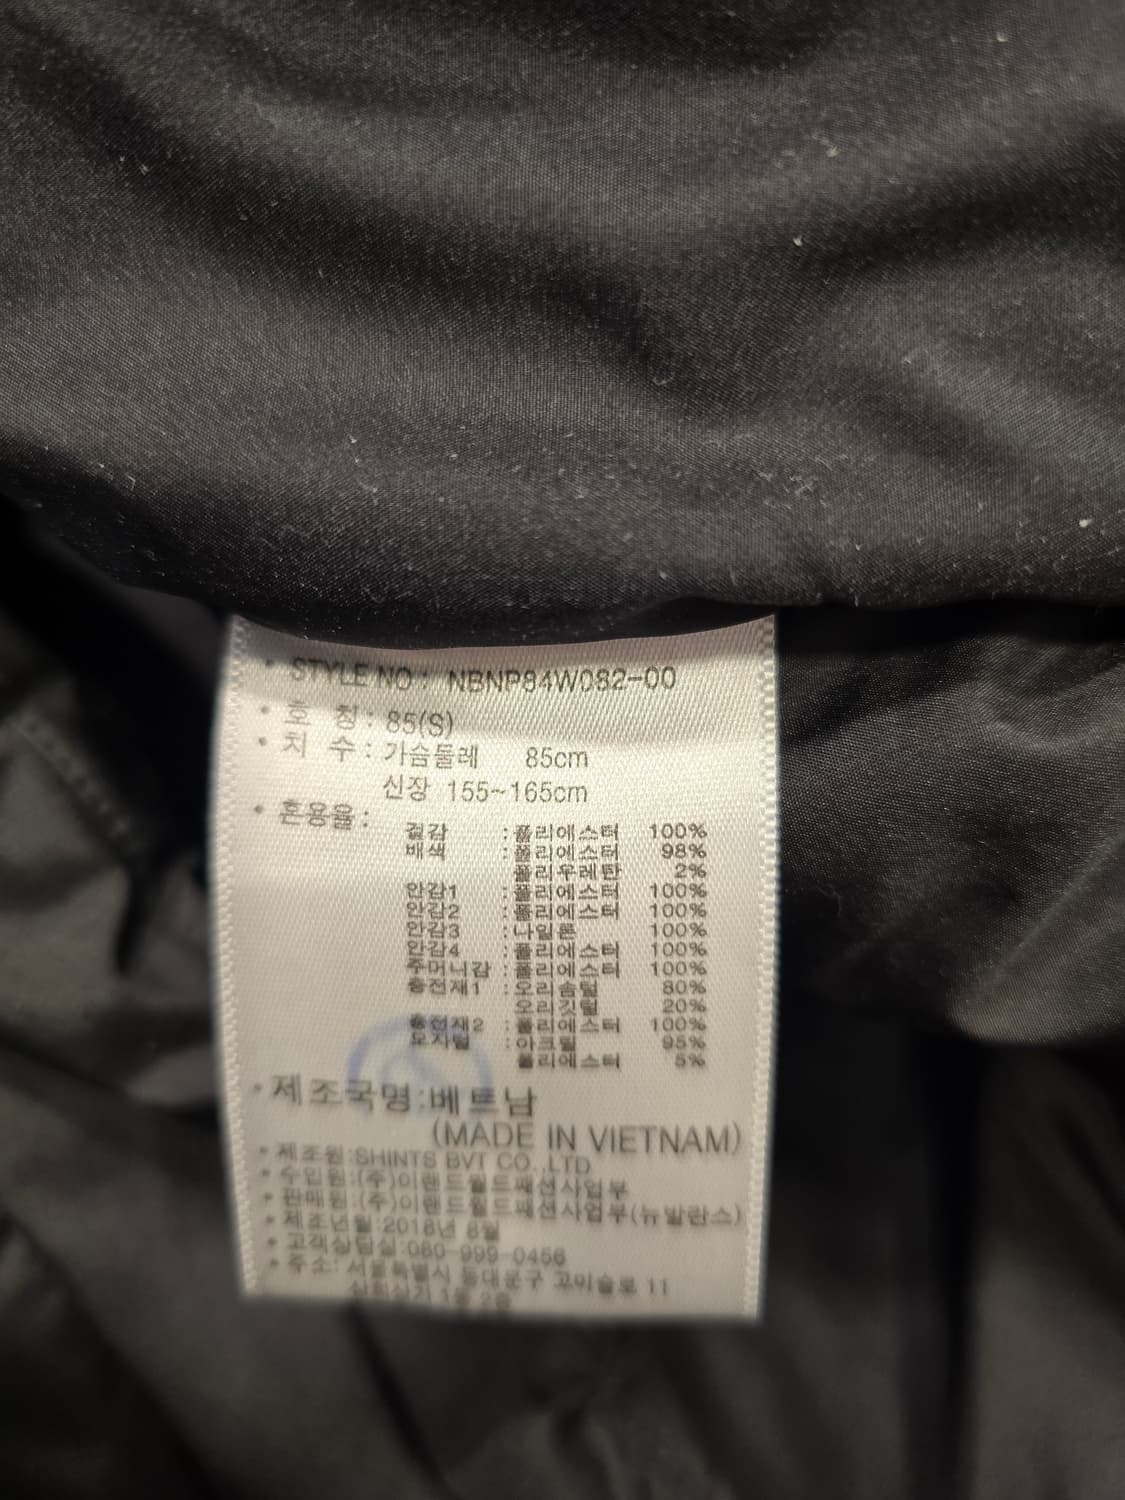 • STYLE NO : NBNP84W082-00
• 호 칭 : 85(S)
• 치 수 : 가슴둘레 85cm
신장 155~165cm
• 혼용율 :
겉감 : 폴리에스터 100%
배색 : 폴리에스터 98%
폴리우레탄 2%
안감1 : 폴리에스터 100%
안감2 : 폴리에스터 100%
안감3 : 나일론 100%
안감4 : 폴리에스터 100%
주머니감 : 폴리에스터 100%
충전재1 : 오리솜털 80%
오리깃털 20%
충전재2 : 폴리에스터 100%
모자털 : 아크릴 95%
폴리에스터 5%
• 제조국명:베트남
(MADE IN VIETNAM)
• 제조원:SHINTS BVT CO.,LTD
• 수입원:(주)이랜드월드패션사업부
• 판매원:(주)이랜드월드패션사업부(뉴발란스)
• 제조년월:2018년 6월
• 고객상담실:080-999-0456
• 주소: 서울특별시 동대문구 고미술로 11